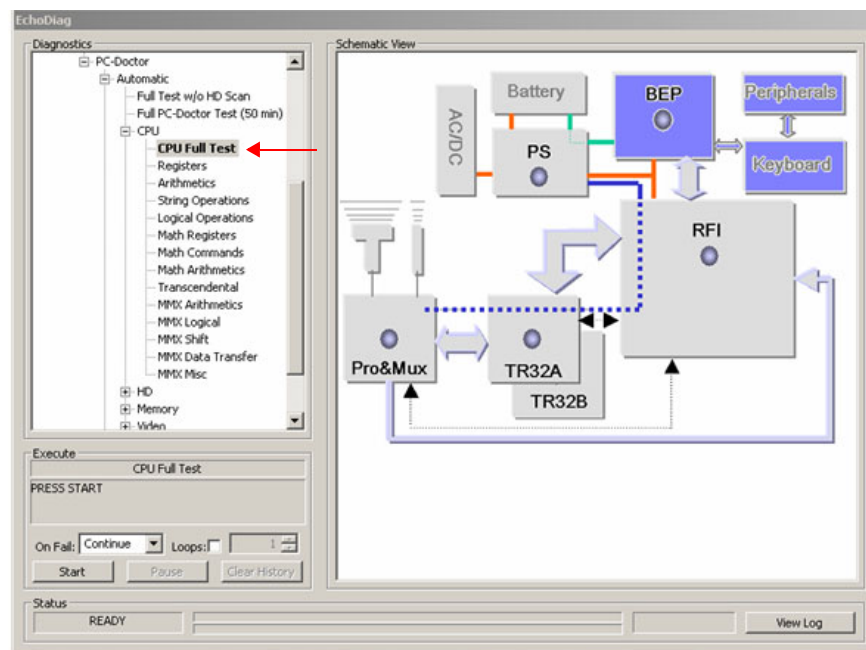 EchoDiag
Diagnostics
PC-Doctor
Automatic
Full Test w/o HD Scan
Full PC-Doctor Test (50 min)
CPU
CPU Full Test
Registers
Arithmetics
String Operations
Logical Operations
Math Registers
Math Commands
Math Arithmetics
Transcendental
MMX Arithmetics
MMX Logical
MMX Shift
MMX Data Transfer
MMX Misc
HD
Memory
Video
Execute
CPU Full Test
PRESS START
On Fail: Continue Loops: 1
Start Pause Clear History
Schematic View
AC/DC
Battery
BEP
Peripherals
PS
Keyboard
RFI
Pro&Mux
TR32A
TR32B
Status
READY
View Log